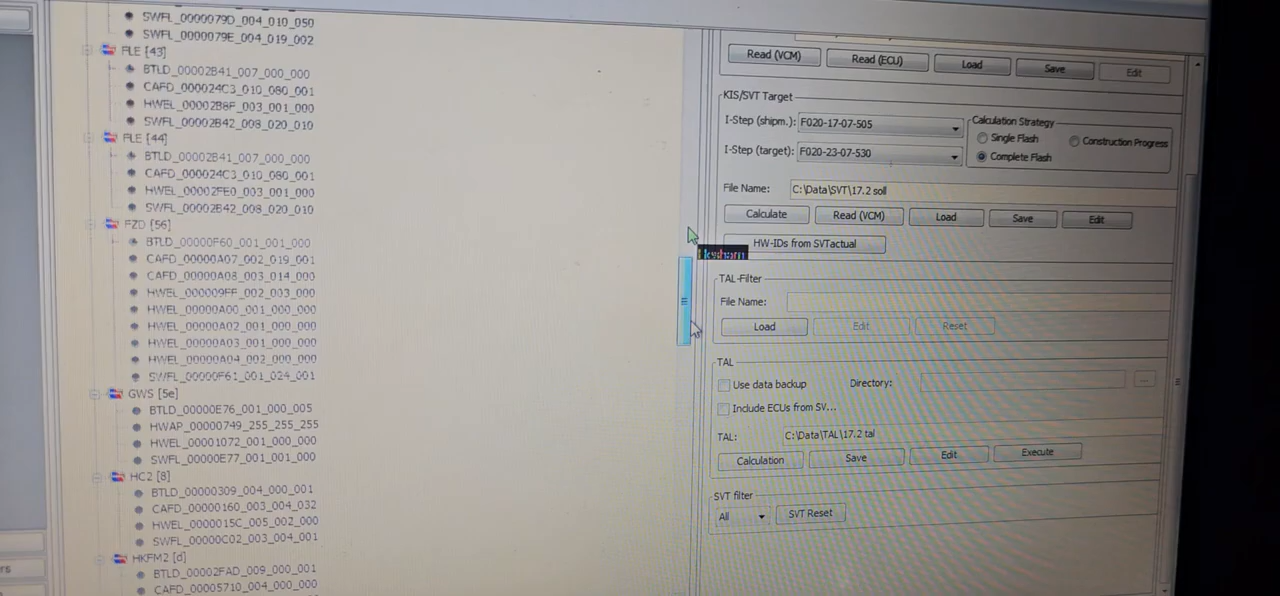 SWFL_0000079D_004_010_050
SWFL_0000079E_004_019_002
FLE [43]
BTLD_00002B41_007_000_000
CAFD_000024C3_010_080_001
HWEL_00002B8F_003_001_000
SWFL_00002B42_008_020_010
FLE [44]
BTLD_00002B41_007_000_000
CAFD_000024C3_010_080_001
HWEL_00002FE0_003_001_000
SWFL_00002B42_008_020_010
FZD [56]
BTLD_00000F60_001_001_000
CAFD_00000A07_002_019_001
CAFD_00000A08_003_014_000
HWEL_000009FF_002_003_000
HWEL_00000A00_001_000_000
HWEL_00000A02_001_000_000
HWEL_00000A03_001_000_000
HWEL_00000A04_002_000_000
SWFL_00000F61_001_024_001
GWS [5e]
BTLD_00000E76_001_000_005
HWAP_00000749_255_255_255
HWEL_00001072_001_000_000
SWFL_00000E77_001_001_000
HC2 [8]
BTLD_00000309_004_000_001
CAFD_00000160_003_004_032
HWEL_0000015C_005_002_000
SWFL_00000C02_003_004_001
HKFM2 [d]
BTLD_00002FAD_009_000_001
CAFD_00005710_004_000_000
Read (VCM) Read (ECU) Load Save Edit
KIS/SVT Target
I-Step (shipm.): F020-17-07-505
I-Step (target): F020-23-07-530
Calculation Strategy
Single Flash Construction Progress
Complete Flash
File Name: C:\Data\SVT\17.2 soll
Calculate Read (VCM) Load Save Edit
HW-IDs from SVTactual
TAL-Filter
File Name:
Load Edit Reset
TAL
Use data backup Directory: ...
Include ECUs from SV...
TAL: C:\Data\TAL\17.2 tal
Calculation Save Edit Execute
SVT filter
All SVT Reset